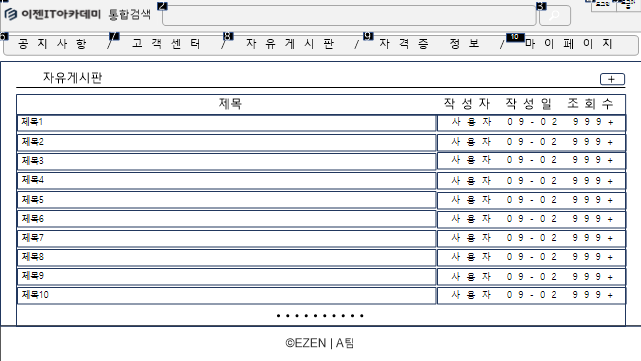 이젠IT아카데미 통합검색 2 3
6 공 지 사 항 / 7 고 객 센 터 / 8 자 유 게 시 판 / 9 자 격 증 정 보 / 10 마 이 페 이 지
자유게시판 +
제목 작 성 자 작 성 일 조 회 수
제목1 사 용 자 0 9 - 0 2 9 9 9 +
제목2 사 용 자 0 9 - 0 2 9 9 9 +
제목3 사 용 자 0 9 - 0 2 9 9 9 +
제목4 사 용 자 0 9 - 0 2 9 9 9 +
제목5 사 용 자 0 9 - 0 2 9 9 9 +
제목6 사 용 자 0 9 - 0 2 9 9 9 +
제목7 사 용 자 0 9 - 0 2 9 9 9 +
제목8 사 용 자 0 9 - 0 2 9 9 9 +
제목9 사 용 자 0 9 - 0 2 9 9 9 +
제목10 사 용 자 0 9 - 0 2 9 9 9 +
• • • • • • • • • •
©EZEN | A팀